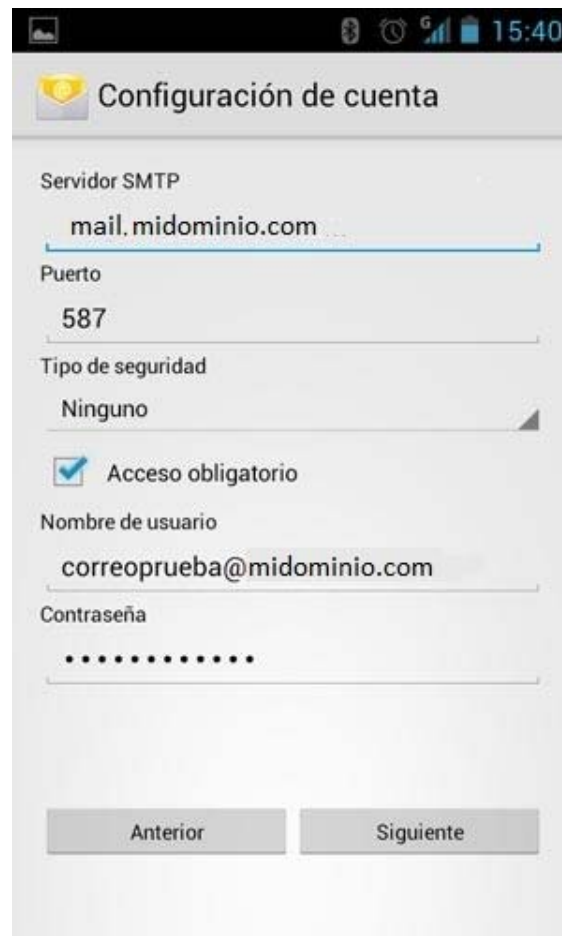 G 15:40
Configuración de cuenta
Servidor SMTP
mail.midominio.com
Puerto
587
Tipo de seguridad
Ninguno
Acceso obligatorio
Nombre de usuario
correoprueba@midominio.com
Contraseña
••••••••••••
Anterior Siguiente